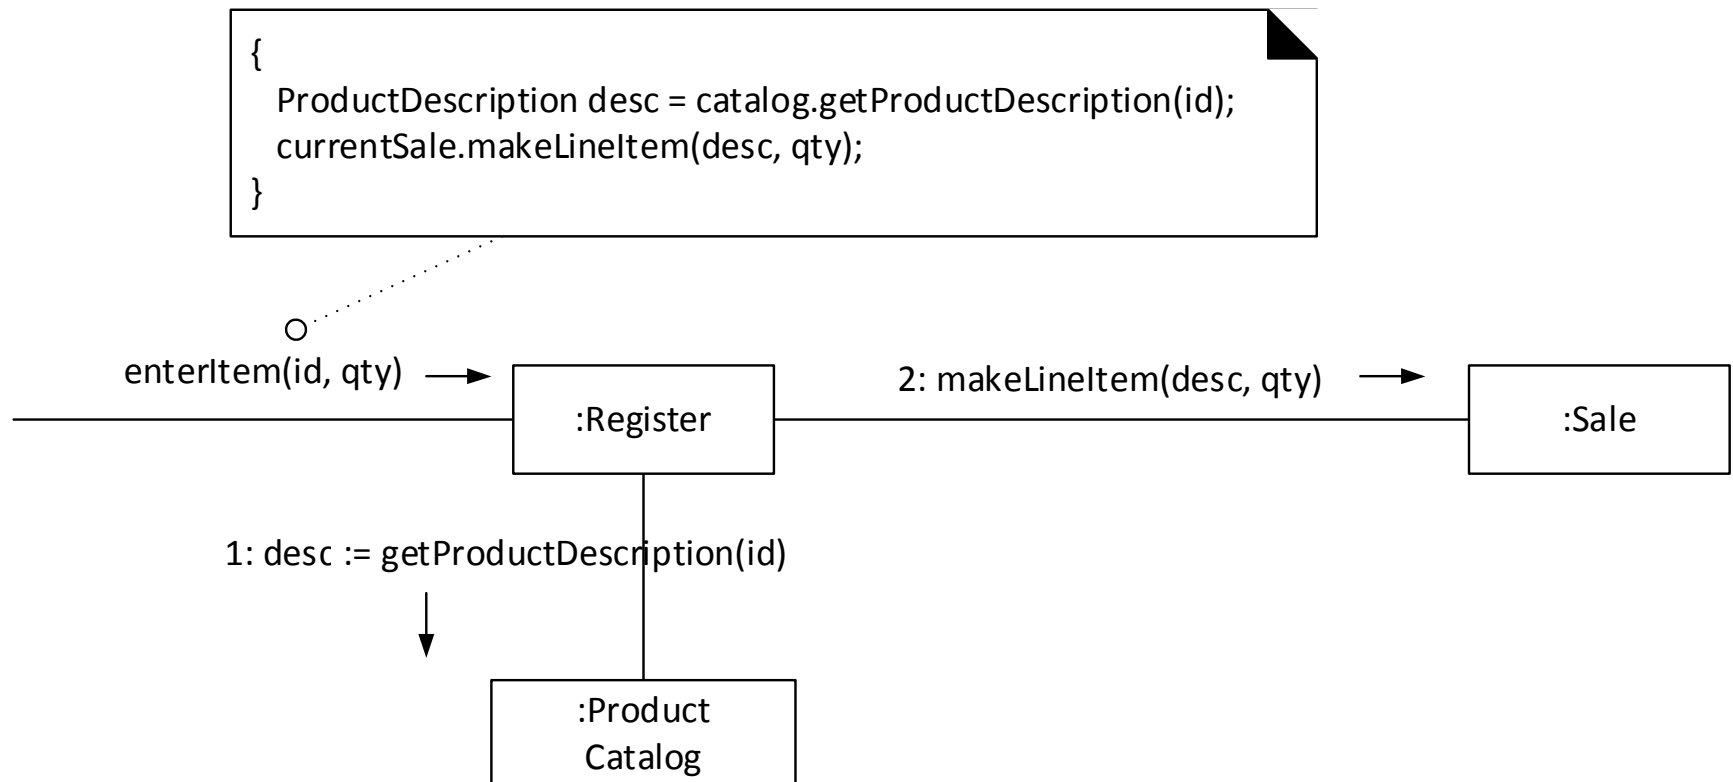 {
ProductDescription desc = catalog.getProductDescription(id);
currentSale.makeLineItem(desc, qty);
}
enterItem(id, qty)
2: makeLineItem(desc, qty)
:Register
:Sale
1: desc := getProductDescription(id)
:Product
Catalog